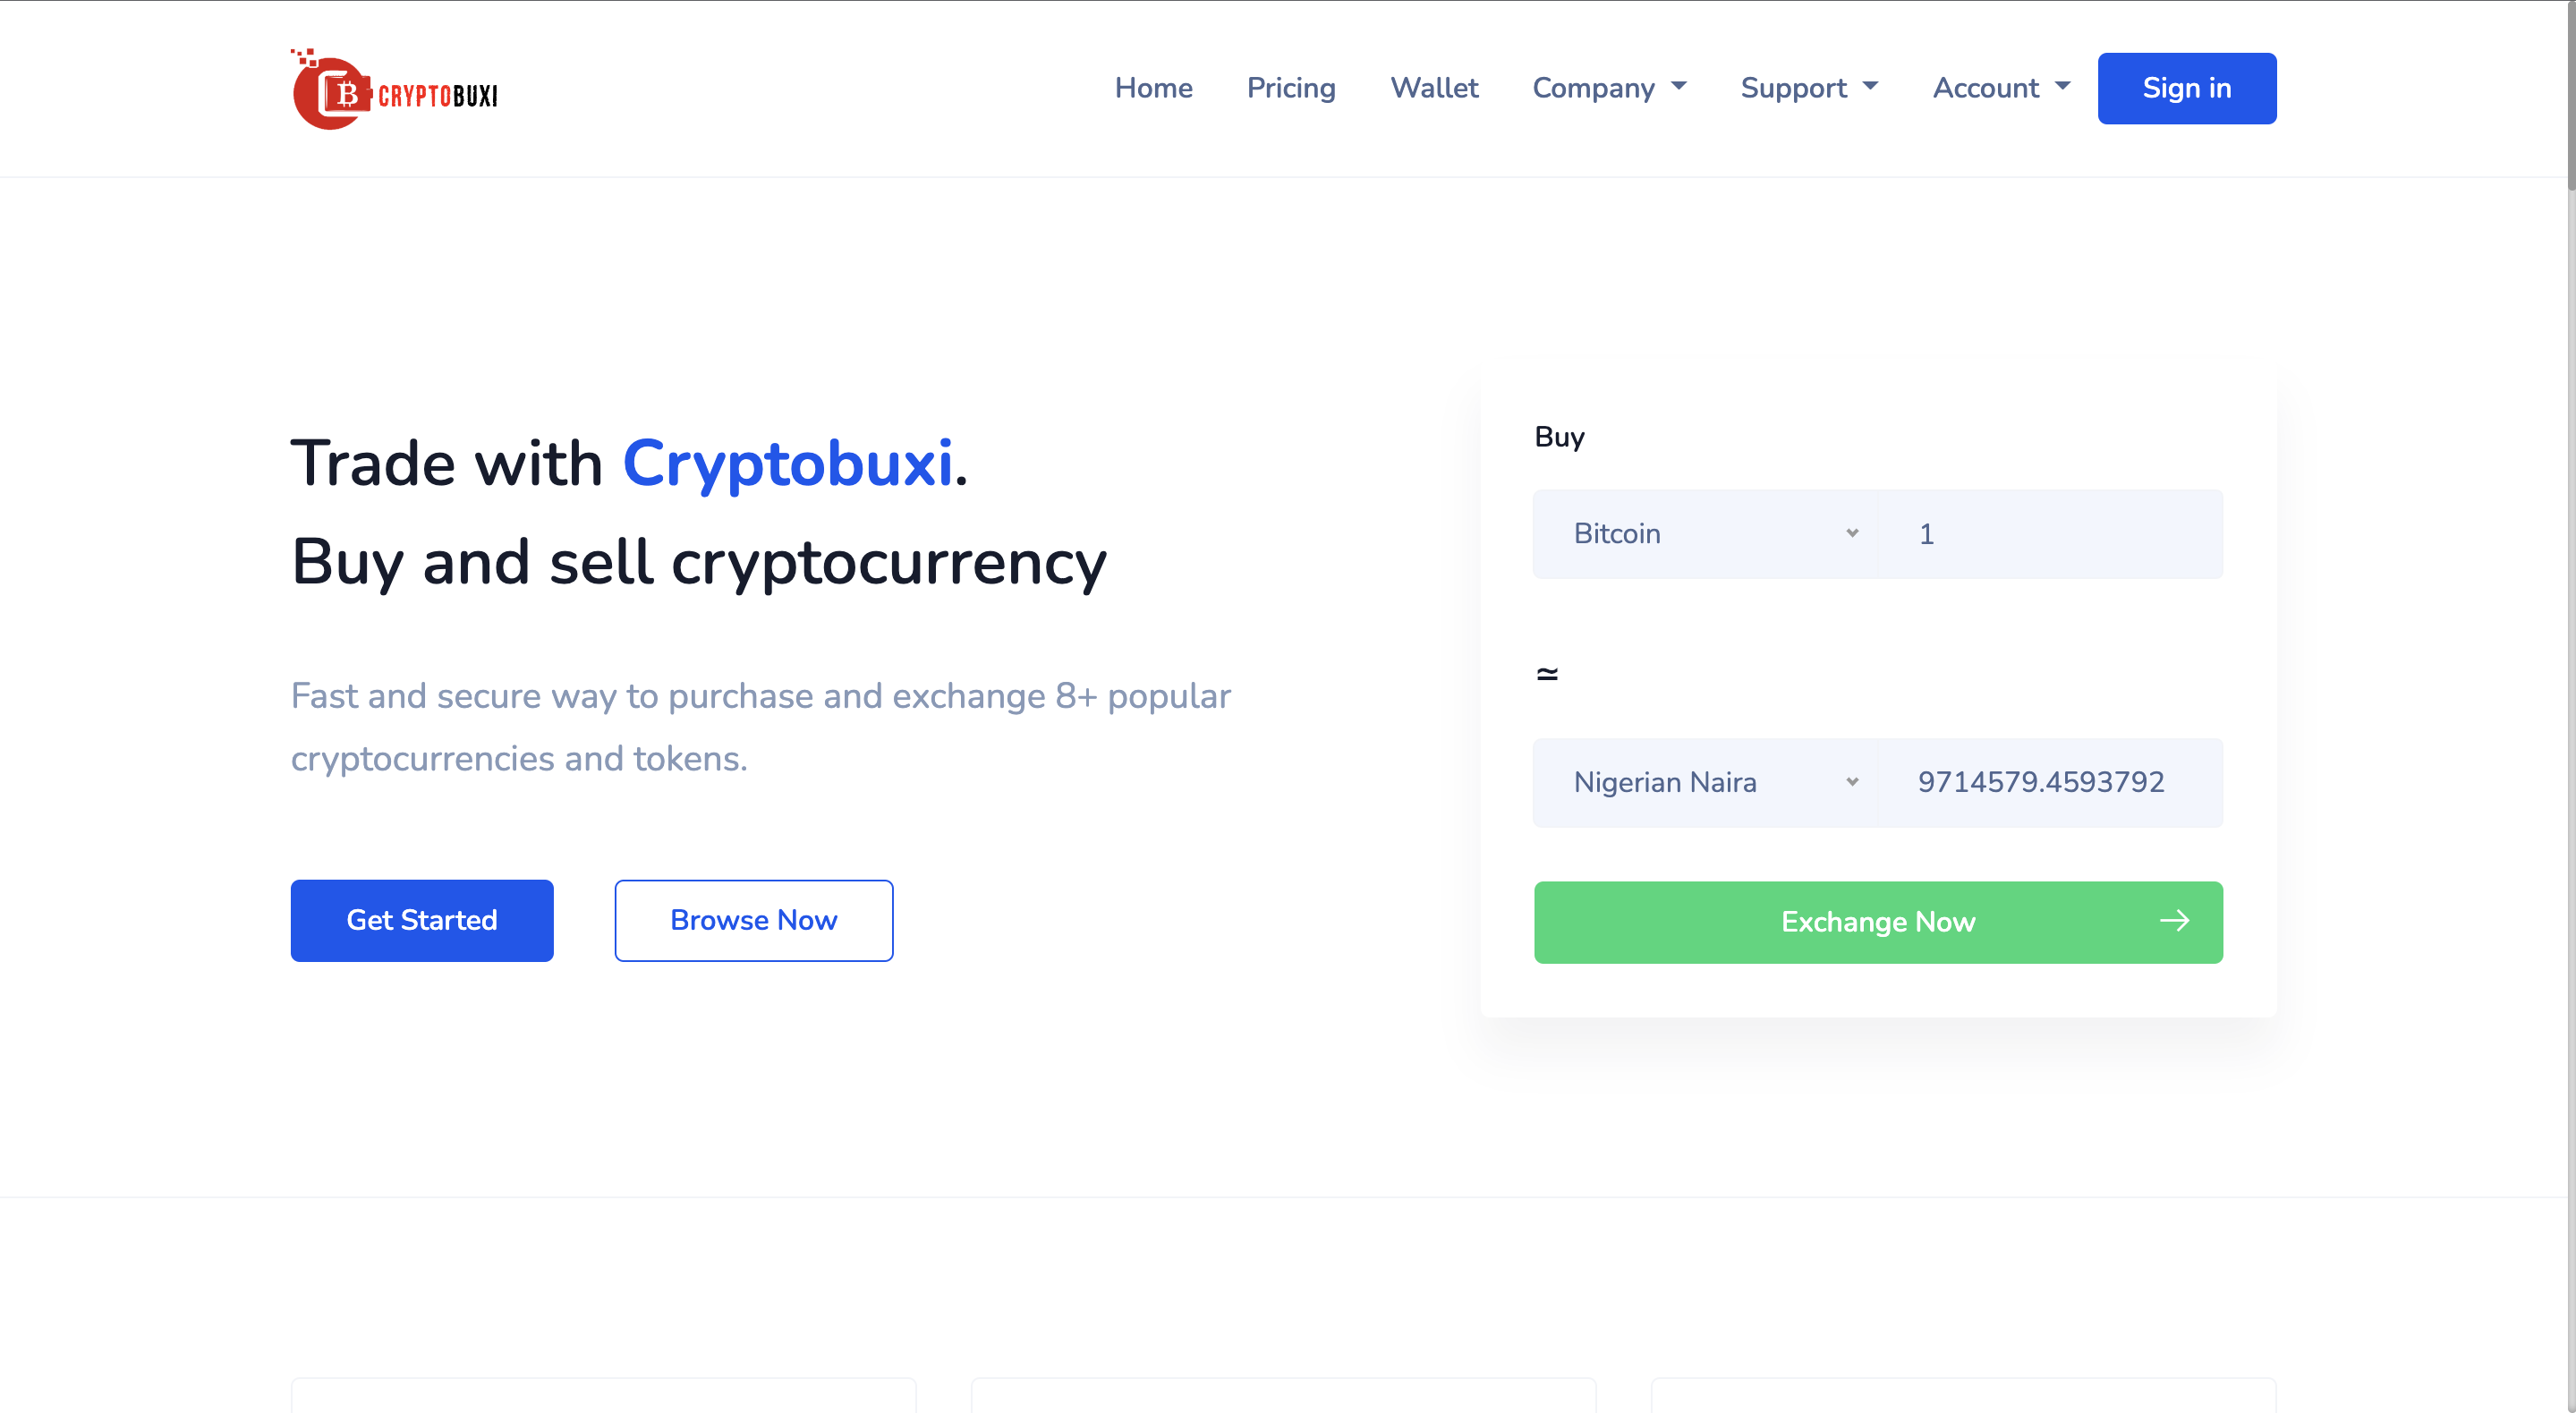 CRYPTOBUXI
Home Pricing Wallet Company Support Account Sign in
Trade with Cryptobuxi.
Buy and sell cryptocurrency
Fast and secure way to purchase and exchange 8+ popular
cryptocurrencies and tokens.
Get Started Browse Now
Buy
Bitcoin 1
≃
Nigerian Naira 9714579.4593792
Exchange Now